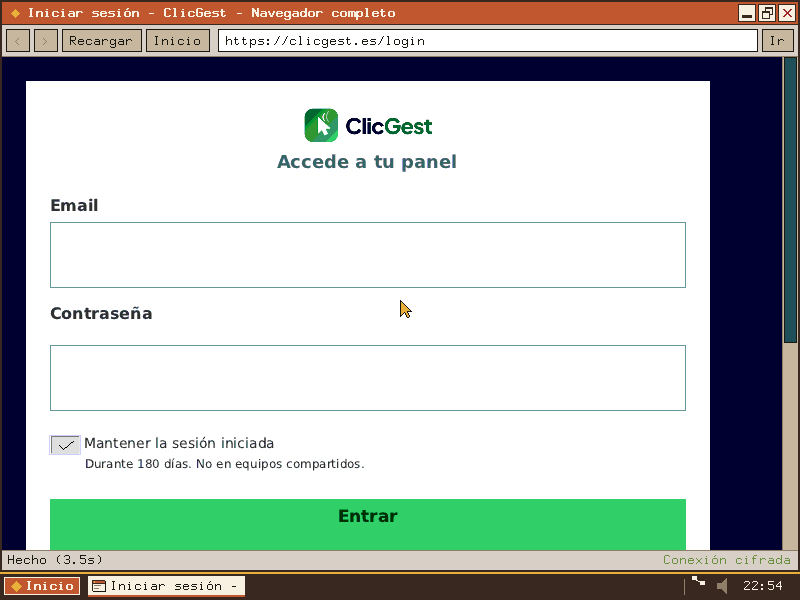 Iniciar sesión - ClicGest - Navegador completo
< > Recargar Inicio https://clicgest.es/login Ir
ClicGest
Accede a tu panel
Email
Contraseña
Mantener la sesión iniciada
Durante 180 días. No en equipos compartidos.
Entrar
Hecho (3.5s) Conexión cifrada
Inicio Iniciar sesión - 22:54